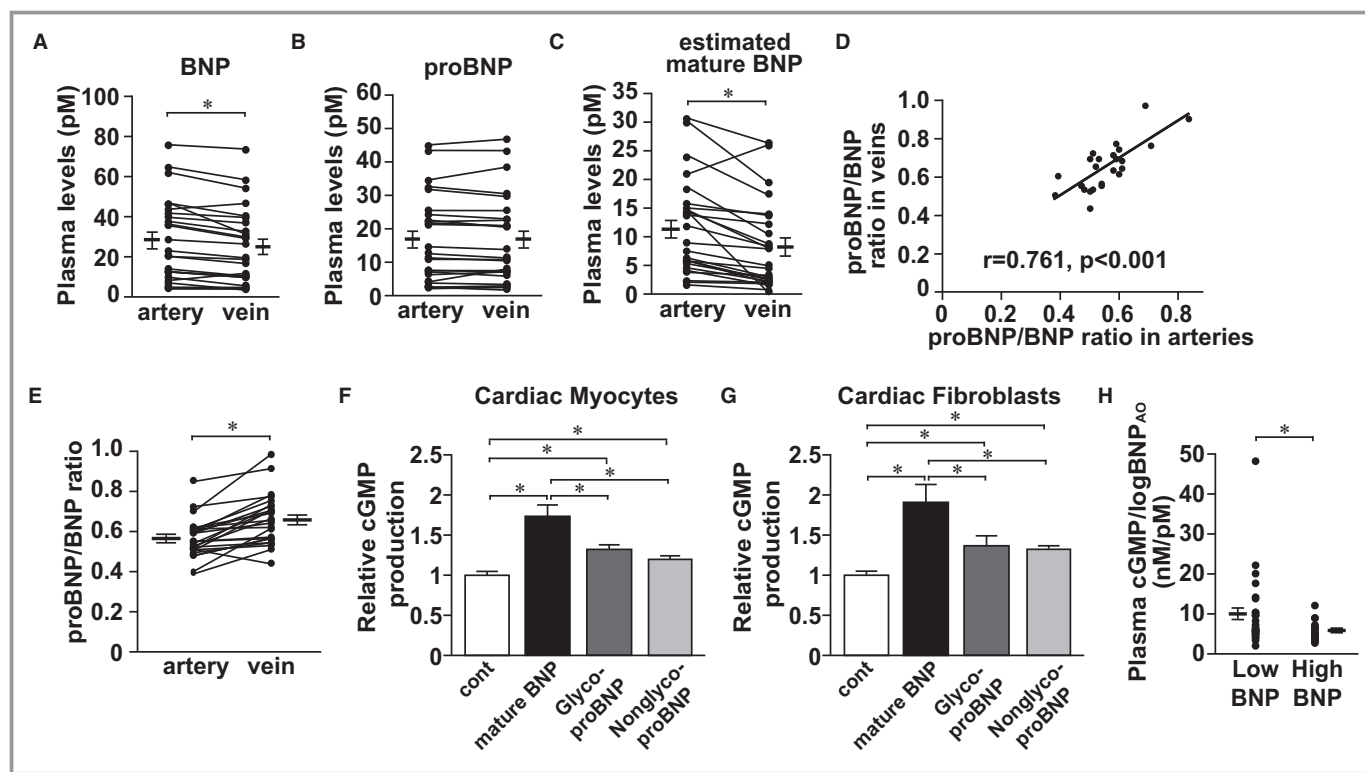 A
BNP
Plasma levels (pM)
100
80
60
40
20
0
*
artery vein
B
proBNP
Plasma levels (pM)
60
50
40
30
20
10
0
artery vein
C
estimated
mature BNP
Plasma levels (pM)
35
30
25
20
15
10
5
0
*
artery vein
D
proBNP/BNP
ratio in veins
1.0
0.8
0.6
0.4
0.2
0
r=0.761, p<0.001
0 0.2 0.4 0.6 0.8
proBNP/BNP ratio in arteries
E
proBNP/BNP ratio
1.0
0.8
0.6
0.4
0.2
0
*
artery vein
F
Cardiac Myocytes
Relative cGMP
production
2.5
2
1.5
1
0.5
0
*
*
*
*
* *
cont
mature BNP
Glyco-
proBNP
Nonglyco-
proBNP
G
Cardiac Fibroblasts
Relative cGMP
production
2.5
2
1.5
1
0.5
0
*
*
*
* *
cont
mature BNP
Glyco-
proBNP
Nonglyco-
proBNP
H
Plasma cGMP/logBNPAO
(nM/pM)
50
40
30
20
10
0
*
Low High
BNP BNP